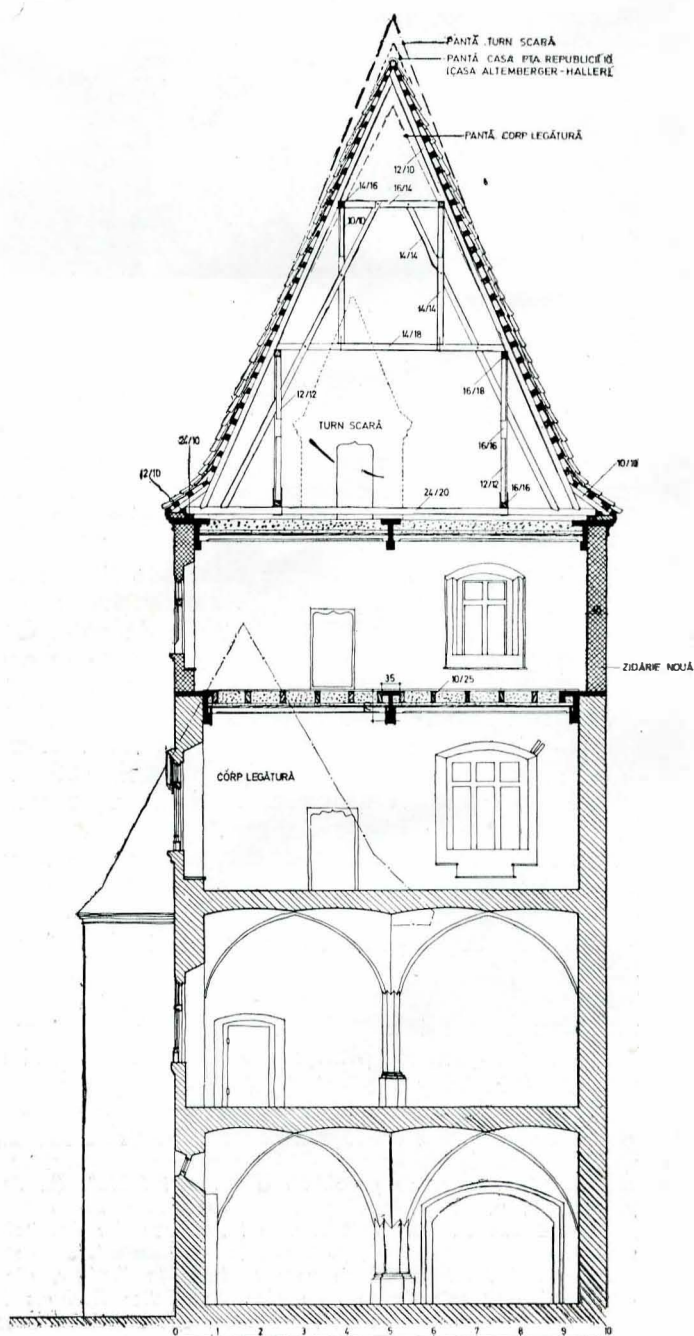 PANTĂ TURN SCARĂ
PANTĂ CASA PŢA REPUBLICII 10
(CASA ALTEMBERGER-HALLER)
PANTĂ CORP LEGĂTURĂ
12/10
14/16
16/14
10/10
14/14
14/14
14/18
16/18
12/12
TURN SCARĂ
16/16
24/10
12/10
10/18
12/12
16/16
24/20
45
ZIDĂRIE NOUĂ
35
10/25
CORP LEGĂTURĂ
0 1 2 3 4 5 6 7 8 9 10